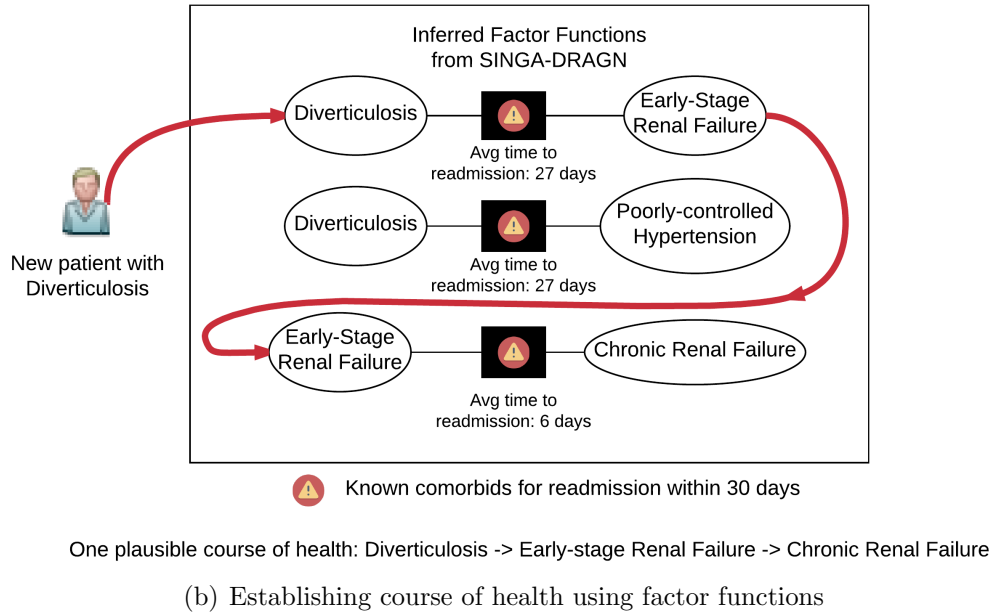 Inferred Factor Functions
from SINGA-DRAGN
Diverticulosis
Early-Stage
Renal Failure
Avg time to
readmission: 27 days
Diverticulosis
Poorly-controlled
Hypertension
Avg time to
readmission: 27 days
New patient with
Diverticulosis
Early-Stage
Renal Failure
Chronic Renal Failure
Avg time to
readmission: 6 days
Known comorbids for readmission within 30 days
One plausible course of health: Diverticulosis -> Early-stage Renal Failure -> Chronic Renal Failure
(b) Establishing course of health using factor functions